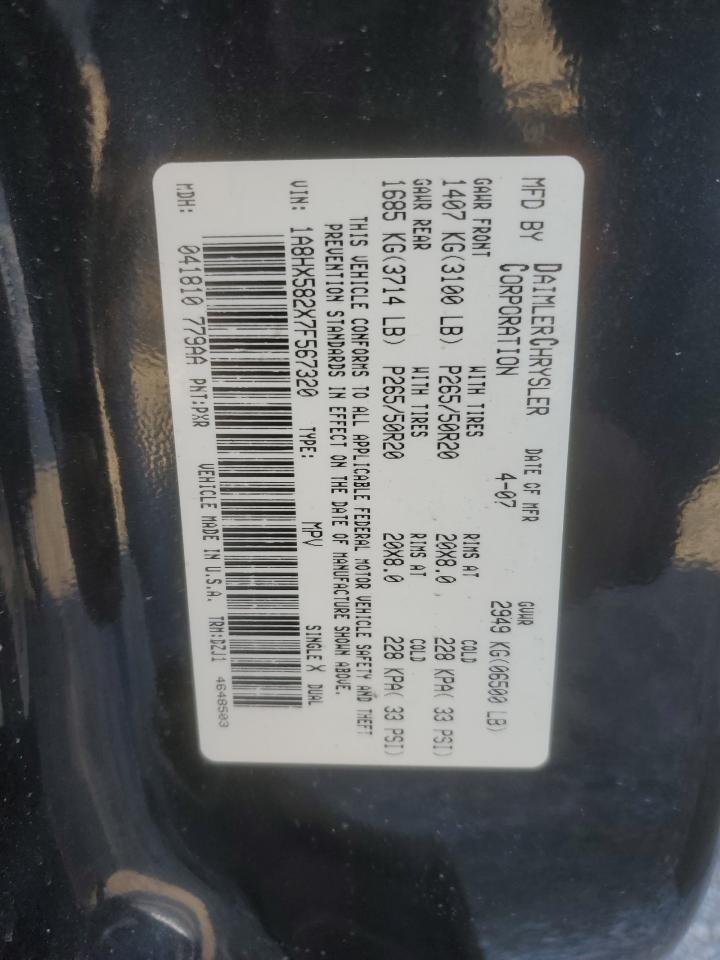 MFD BY DAIMLERCHRYSLER CORPORATION DATE OF MFR 4-07 GVWR 2949 KG(06500 LB)
GAWR FRONT WITH TIRES RIMS AT COLD
1407 KG(3100 LB) P265/50R20 20X8.0 228 KPA( 33 PSI)
GAWR REAR WITH TIRES RIMS AT COLD
1685 KG(3714 LB) P265/50R20 20X8.0 228 KPA( 33 PSI)
THIS VEHICLE CONFORMS TO ALL APPLICABLE FEDERAL MOTOR VEHICLE SAFETY AND THEFT
PREVENTION STANDARDS IN EFFECT ON THE DATE OF MANUFACTURE SHOWN ABOVE.
VIN: 1A8HX582X7F567320 TYPE: MPV SINGLE X DUAL
MDH: 041810 779AA PNT:PXR VEHICLE MADE IN U.S.A. TRM:DZJ1 4648503